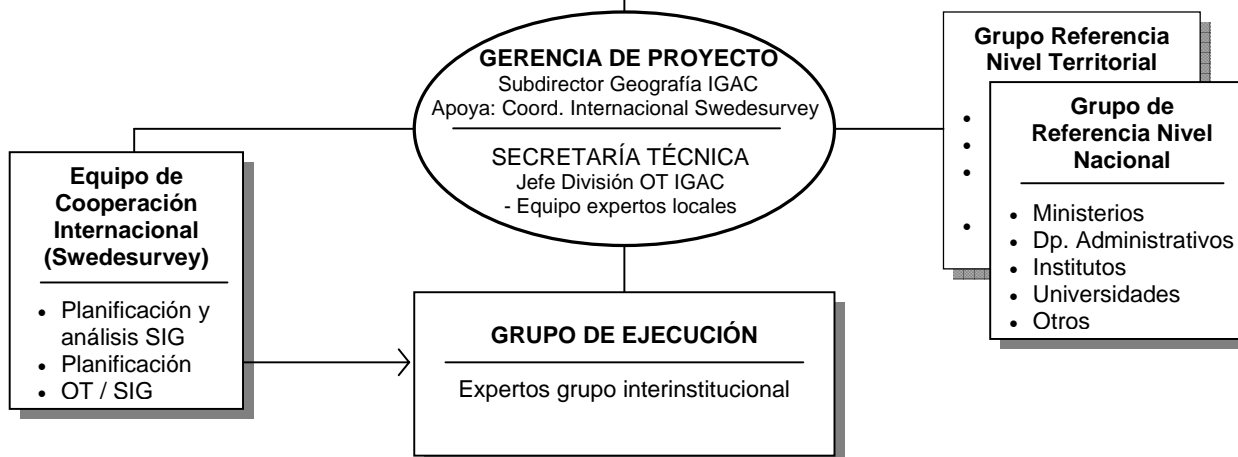 GERENCIA DE PROYECTO
Subdirector Geografía IGAC
Apoya: Coord. Internacional Swedesurvey
SECRETARÍA TÉCNICA
Jefe División OT IGAC
- Equipo expertos locales
Grupo Referencia
Nivel Territorial
•
•
•
•
Grupo de
Referencia Nivel
Nacional
• Ministerios
• Dp. Administrativos
• Institutos
• Universidades
• Otros
Equipo de
Cooperación
Internacional
(Swedesurvey)
• Planificación y
análisis SIG
• Planificación
• OT / SIG
GRUPO DE EJECUCIÓN
Expertos grupo interinstitucional